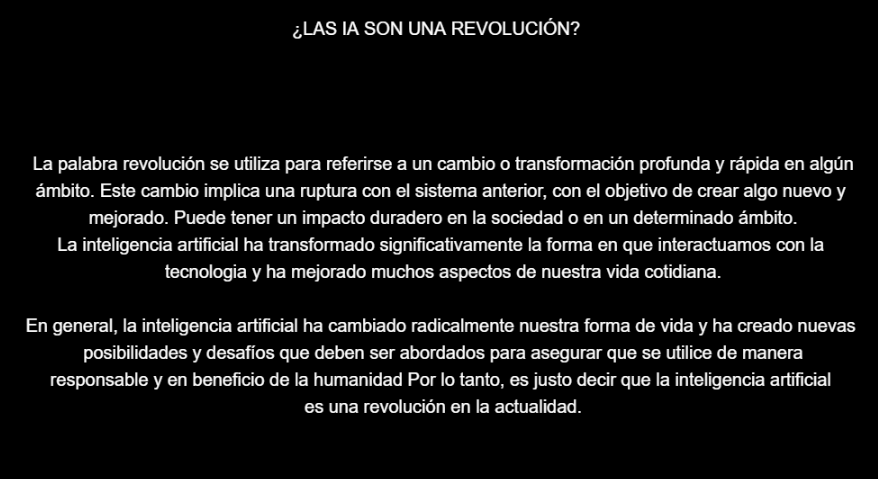 ¿LAS IA SON UNA REVOLUCIÓN?
La palabra revolución se utiliza para referirse a un cambio o transformación profunda y rápida en algún
ámbito. Este cambio implica una ruptura con el sistema anterior, con el objetivo de crear algo nuevo y
mejorado. Puede tener un impacto duradero en la sociedad o en un determinado ámbito.
La inteligencia artificial ha transformado significativamente la forma en que interactuamos con la
tecnologia y ha mejorado muchos aspectos de nuestra vida cotidiana.
En general, la inteligencia artificial ha cambiado radicalmente nuestra forma de vida y ha creado nuevas
posibilidades y desafíos que deben ser abordados para asegurar que se utilice de manera
responsable y en beneficio de la humanidad Por lo tanto, es justo decir que la inteligencia artificial
es una revolución en la actualidad.